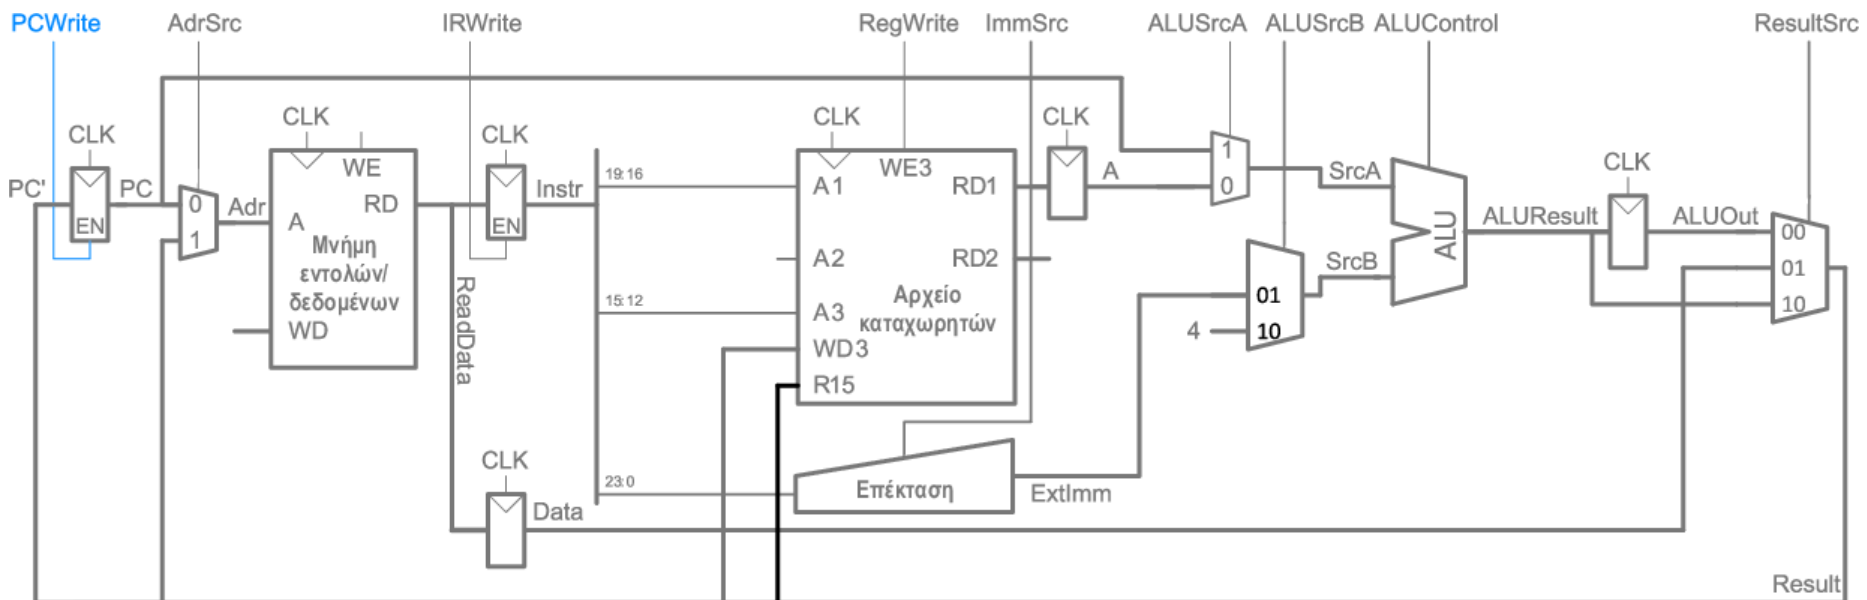 PCWrite
AdrSrc
IRWrite
RegWrite
ImmSrc
ALUSrcA
ALUSrcB
ALUControl
ResultSrc
PC'
CLK
EN
PC
0
1
Adr
CLK
WE
RD
A
Μνήμη
εντολών/
δεδομένων
WD
ReadData
CLK
EN
Instr
CLK
Data
19:16
15:12
23:0
CLK
WE3
A1
RD1
A2
RD2
A3
Αρχείο
καταχωρητών
WD3
R15
Επέκταση
ExtImm
CLK
A
1
0
SrcA
01
10
4
SrcB
ALU
ALUResult
CLK
ALUOut
00
01
10
Result